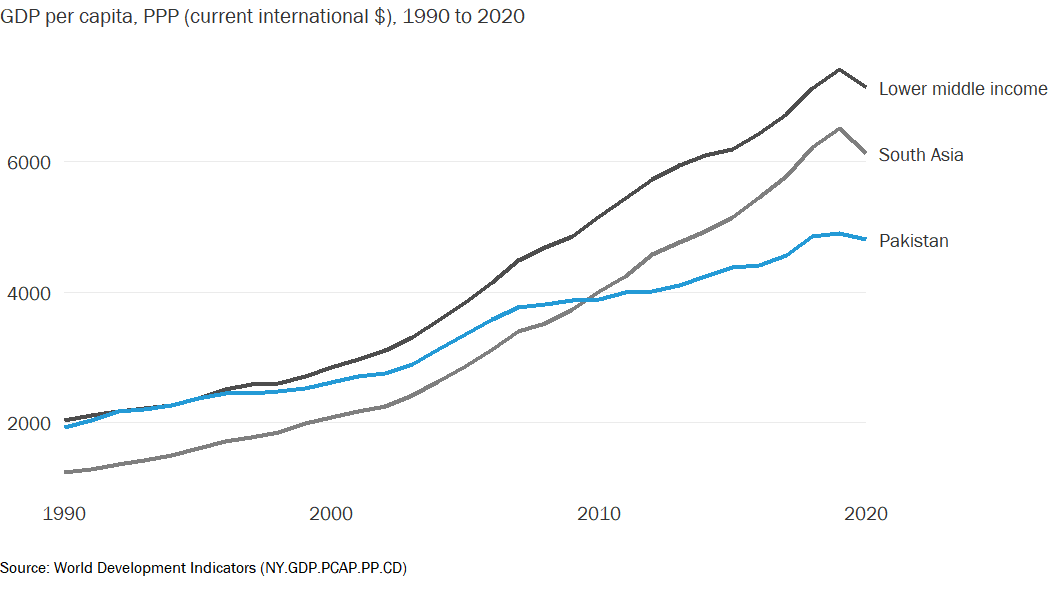 GDP per capita, PPP (current international $), 1990 to 2020
Lower middle income
6000
South Asia
Pakistan
4000
2000
1990 2000 2010 2020
Source: World Development Indicators (NY.GDP.PCAP.PP.CD)